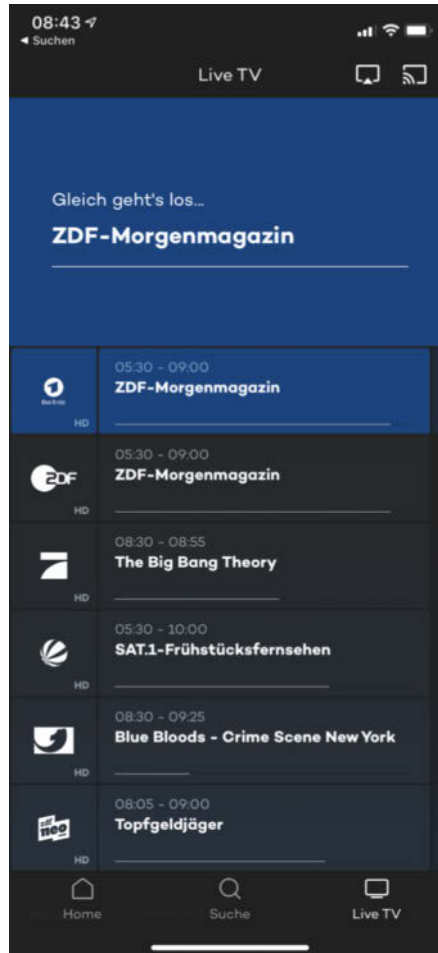 08:43
◄ Suchen
Live TV
Gleich geht's los...
ZDF-Morgenmagazin
05:30 - 09:00
ZDF-Morgenmagazin
Das Erste
HD
05:30 - 09:00
ZDF-Morgenmagazin
ZDF
HD
08:30 - 08:55
The Big Bang Theory
HD
05:30 - 10:00
SAT.1-Frühstücksfernsehen
HD
08:30 - 09:25
Blue Bloods - Crime Scene New York
HD
08:05 - 09:00
Topfgeldjäger
zdf neo
HD
Home
Suche
Live TV